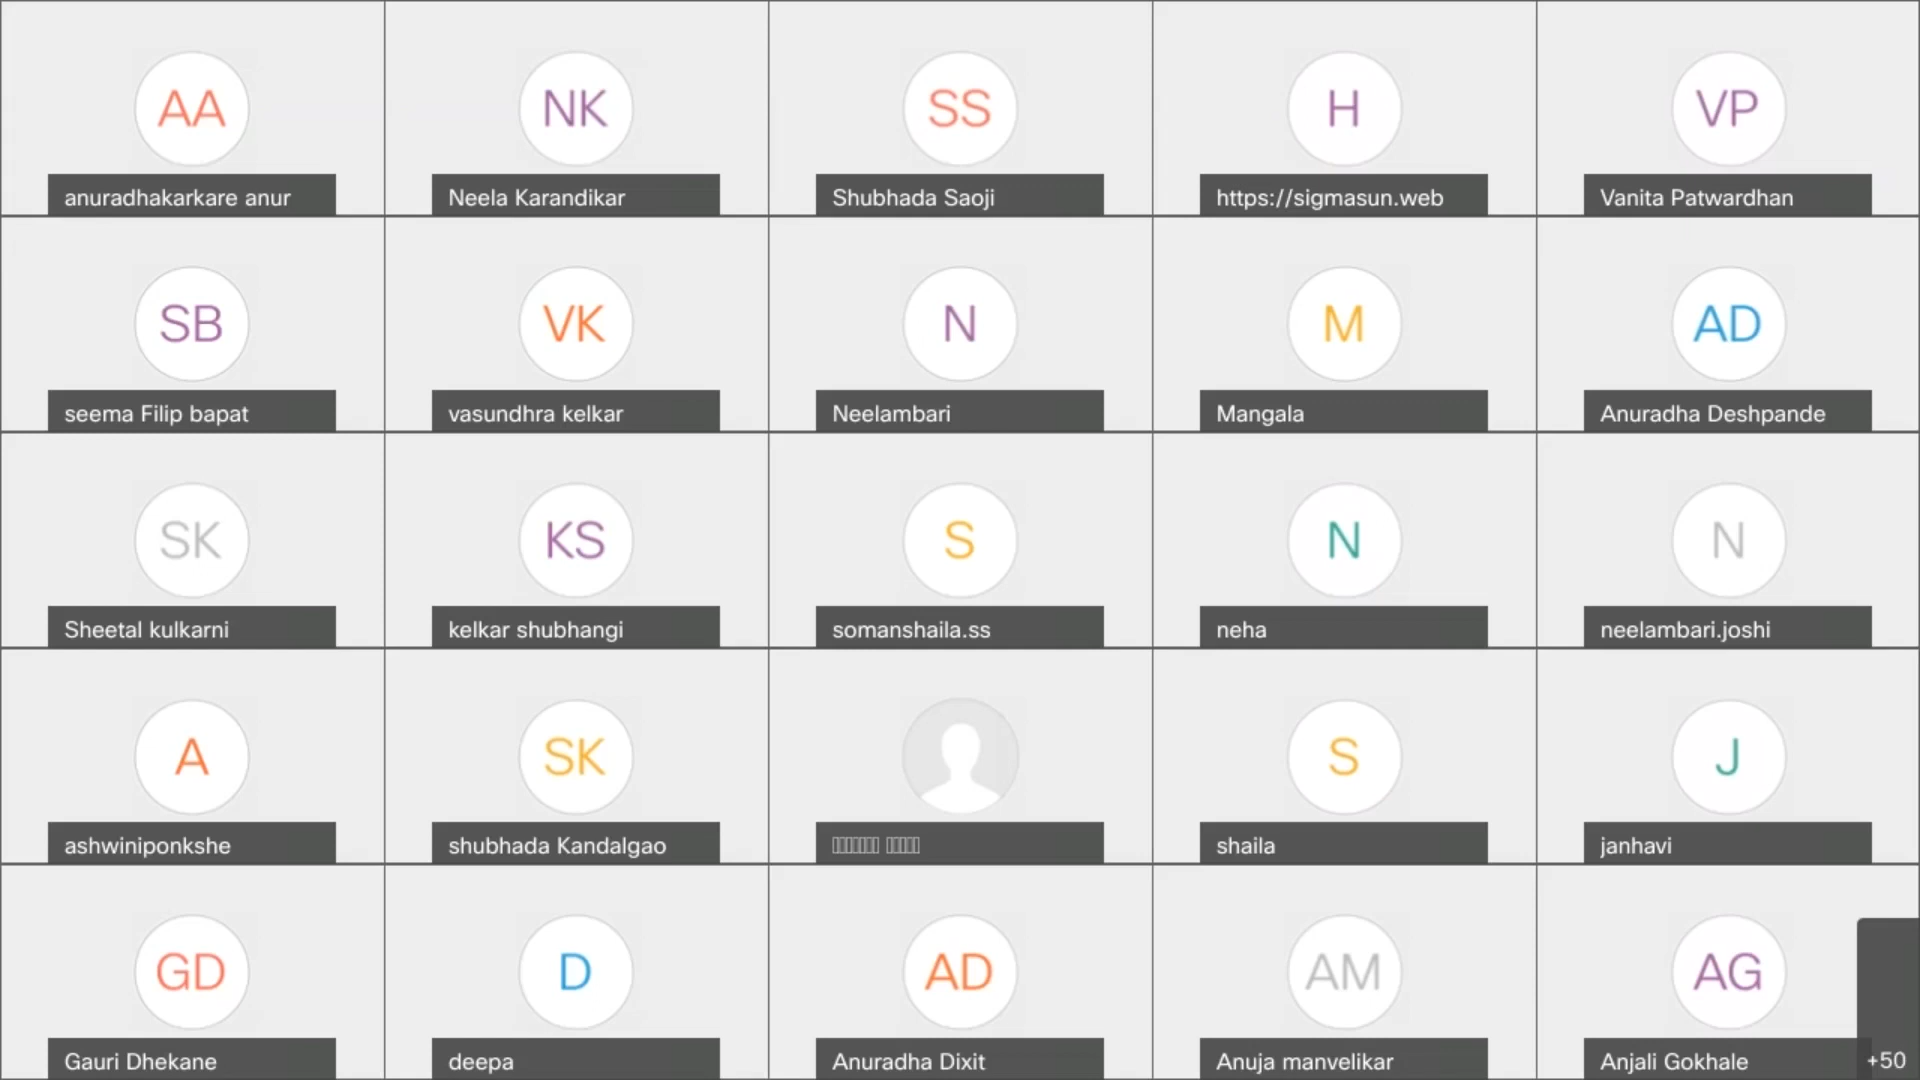 AA
anuradhakarkare anur
NK
Neela Karandikar
SS
Shubhada Saoji
H
https://sigmasun.web
VP
Vanita Patwardhan
SB
seema Filip bapat
VK
vasundhra kelkar
N
Neelambari
M
Mangala
AD
Anuradha Deshpande
SK
Sheetal kulkarni
KS
kelkar shubhangi
S
somanshaila.ss
N
neha
N
neelambari.joshi
A
ashwiniponkshe
SK
shubhada Kandalgao
S
shaila
J
janhavi
GD
Gauri Dhekane
D
deepa
AD
Anuradha Dixit
AM
Anuja manvelikar
AG
Anjali Gokhale
+50